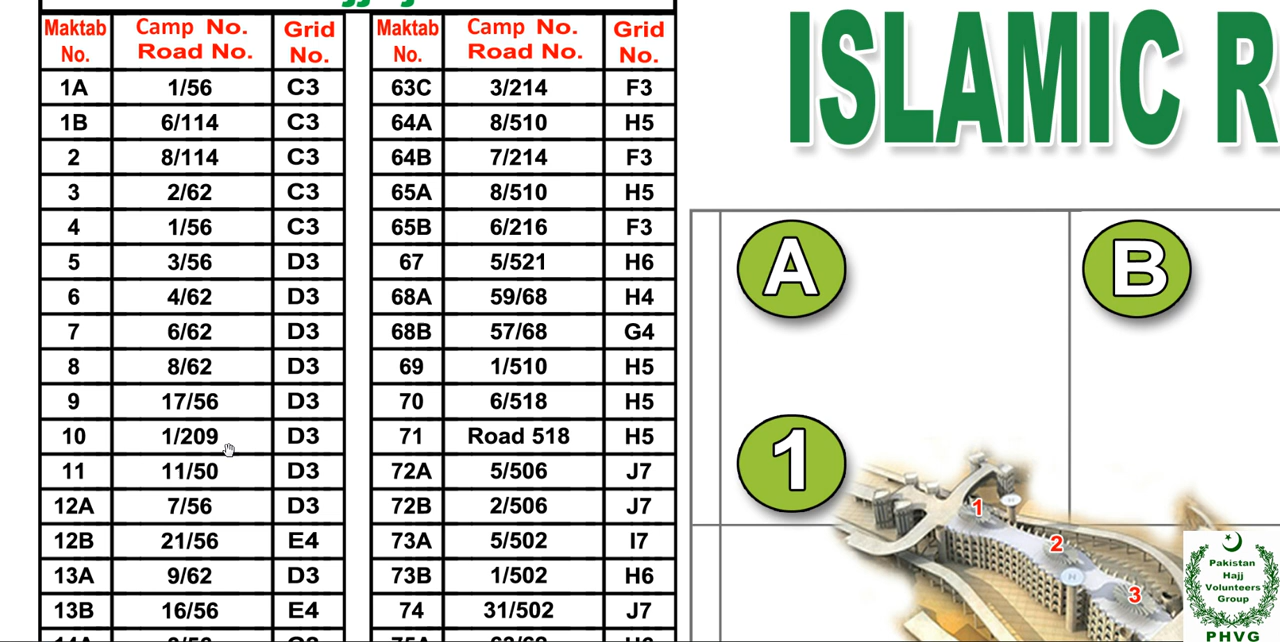 Maktab No. Camp No. Road No. Grid No. Maktab No. Camp No. Road No. Grid No.
1A 1/56 C3 63C 3/214 F3
1B 6/114 C3 64A 8/510 H5
2 8/114 C3 64B 7/214 F3
3 2/62 C3 65A 8/510 H5
4 1/56 C3 65B 6/216 F3
5 3/56 D3 67 5/521 H6
6 4/62 D3 68A 59/68 H4
7 6/62 D3 68B 57/68 G4
8 8/62 D3 69 1/510 H5
9 17/56 D3 70 6/518 H5
10 1/209 D3 71 Road 518 H5
11 11/50 D3 72A 5/506 J7
12A 7/56 D3 72B 2/506 J7
12B 21/56 E4 73A 5/502 I7
13A 9/62 D3 73B 1/502 H6
13B 16/56 E4 74 31/502 J7
ISLAMIC R
A
B
1
1
2
3
H
H
Pakistan
Hajj
Volunteers
Group
PHVG